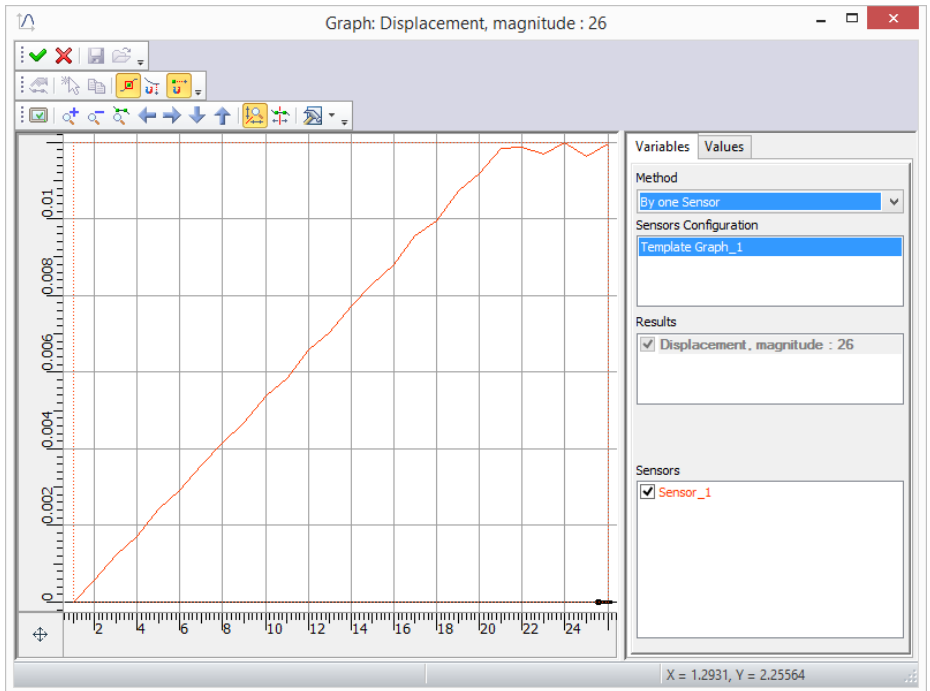 Graph: Displacement, magnitude : 26
Variables Values
Method
By one Sensor
Sensors Configuration
Template Graph_1
Results
Displacement, magnitude : 26
Sensors
Sensor_1
0.01
0.008
0.006
0.004
0.002
0
2 4 6 8 10 12 14 16 18 20 22 24
X = 1.2931, Y = 2.25564